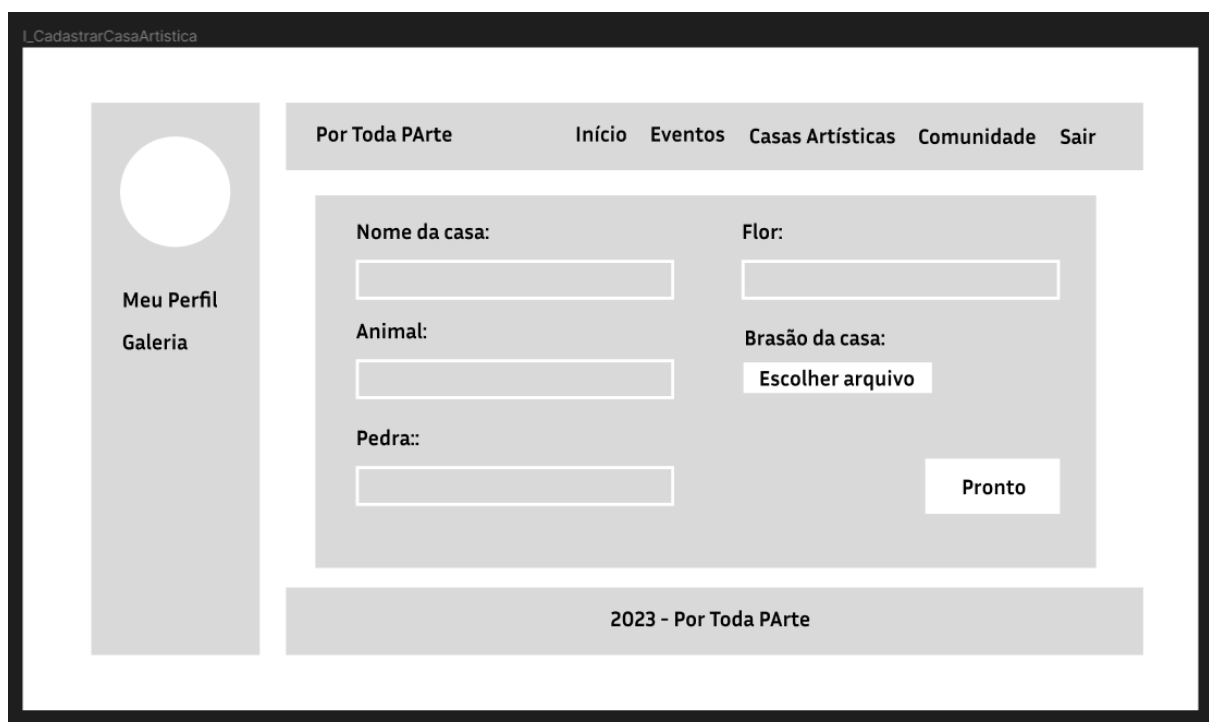 I_CadastrarCasaArtistica
Por Toda PArte Início Eventos Casas Artísticas Comunidade Sair
Meu Perfil
Galeria
Nome da casa:
Flor:
Animal:
Brasão da casa:
Escolher arquivo
Pedra::
Pronto
2023 - Por Toda PArte